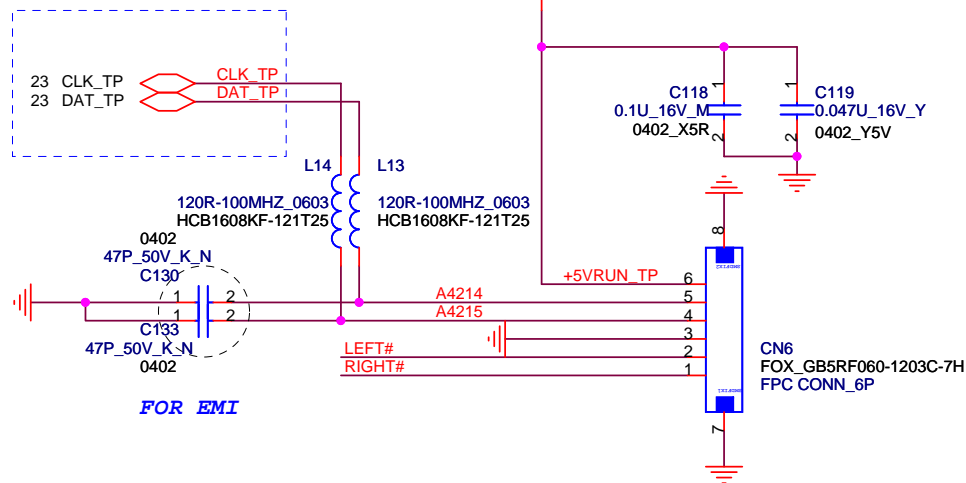 23 CLK_TP
CLK_TP
23 DAT_TP
DAT_TP
1
C118
0.1U_16V_M
0402_X5R
2
1
C119
0.047U_16V_Y
0402_Y5V
2
L14
L13
120R-100MHZ_0603
HCB1608KF-121T25
120R-100MHZ_0603
HCB1608KF-121T25
0402
47P_50V_K_N
C130
1 2
1 2
C133
47P_50V_K_N
0402
FOR EMI
8
+5VRUN_TP
6
A4214
5
A4215
4
3
LEFT#
2
RIGHT#
1
7
CN6
FOX_GB5RF060-1203C-7H
FPC CONN_6P